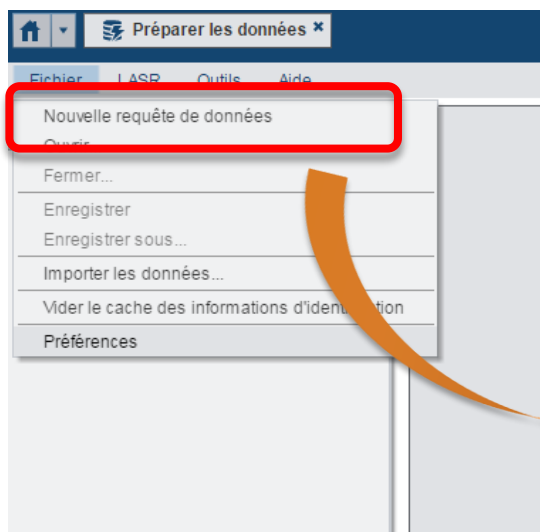 Préparer les données ×
Fichier LASR Outils Aide
Nouvelle requête de données
Ouvrir
Fermer...
Enregistrer
Enregistrer sous...
Importer les données...
Vider le cache des informations d'identification
Préférences